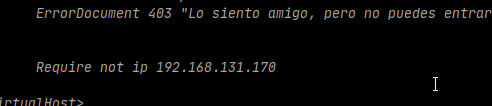 ErrorDocument 403 "Lo siento amigo, pero no puedes entrar
Require not ip 192.168.131.170
irtualHost>